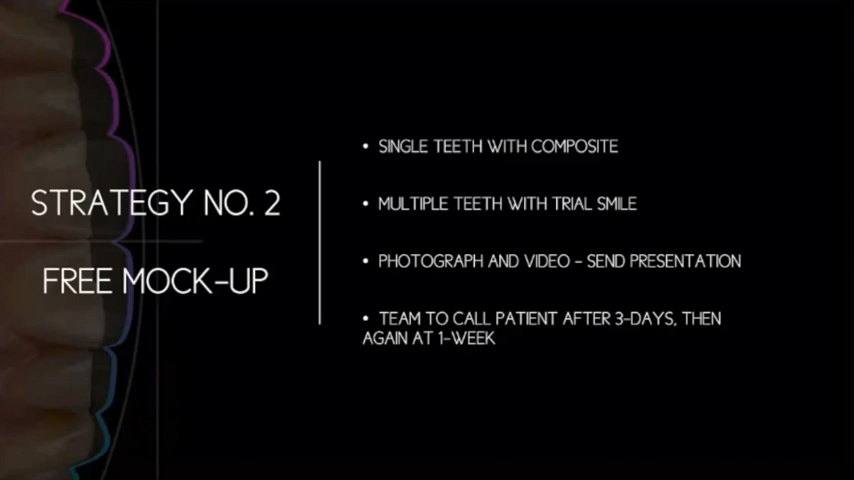 STRATEGY NO. 2
FREE MOCK-UP
• SINGLE TEETH WITH COMPOSITE
• MULTIPLE TEETH WITH TRIAL SMILE
• PHOTOGRAPH AND VIDEO – SEND PRESENTATION
• TEAM TO CALL PATIENT AFTER 3-DAYS, THEN
AGAIN AT 1-WEEK